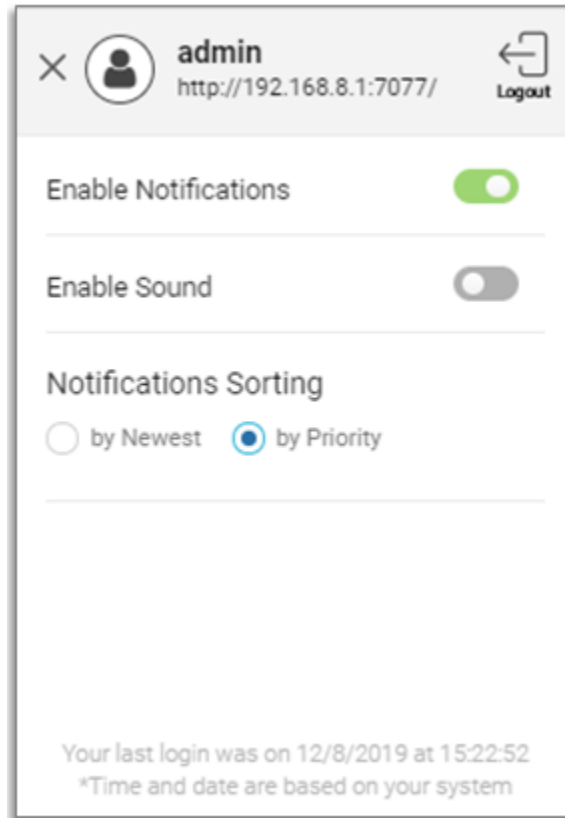 admin
http://192.168.8.1:7077/
Logout
Enable Notifications
Enable Sound
Notifications Sorting
by Newest by Priority
Your last login was on 12/8/2019 at 15:22:52
*Time and date are based on your system